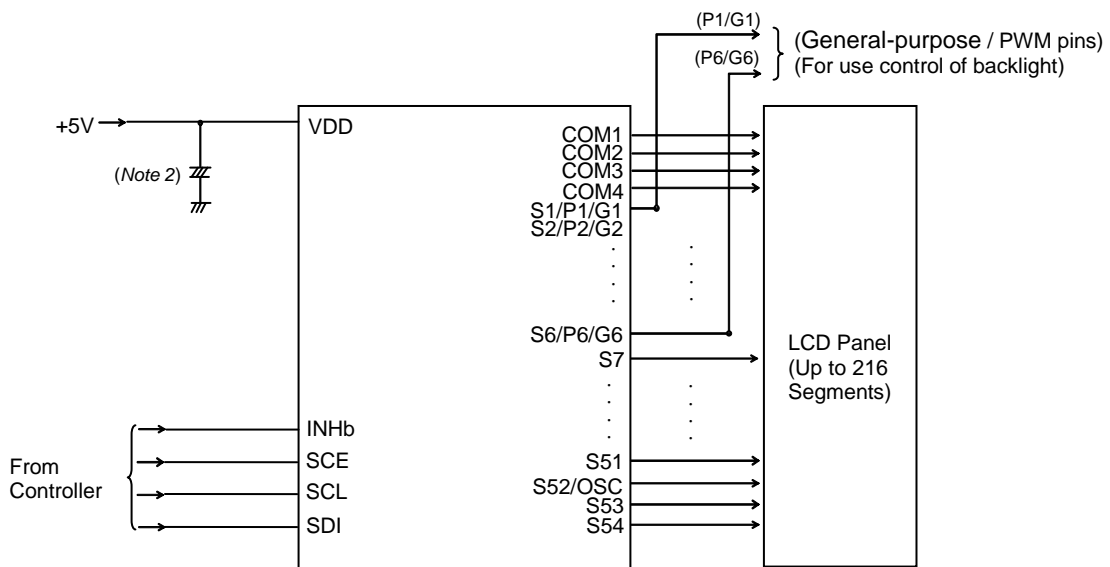 (P1/G1)
(P6/G6)
(General-purpose / PWM pins)
(For use control of backlight)
+5V
VDD
(Note 2)
COM1
COM2
COM3
COM4
S1/P1/G1
S2/P2/G2
S6/P6/G6
S7
LCD Panel
(Up to 216
Segments)
From
Controller
INHb
SCE
SCL
SDI
S51
S52/OSC
S53
S54